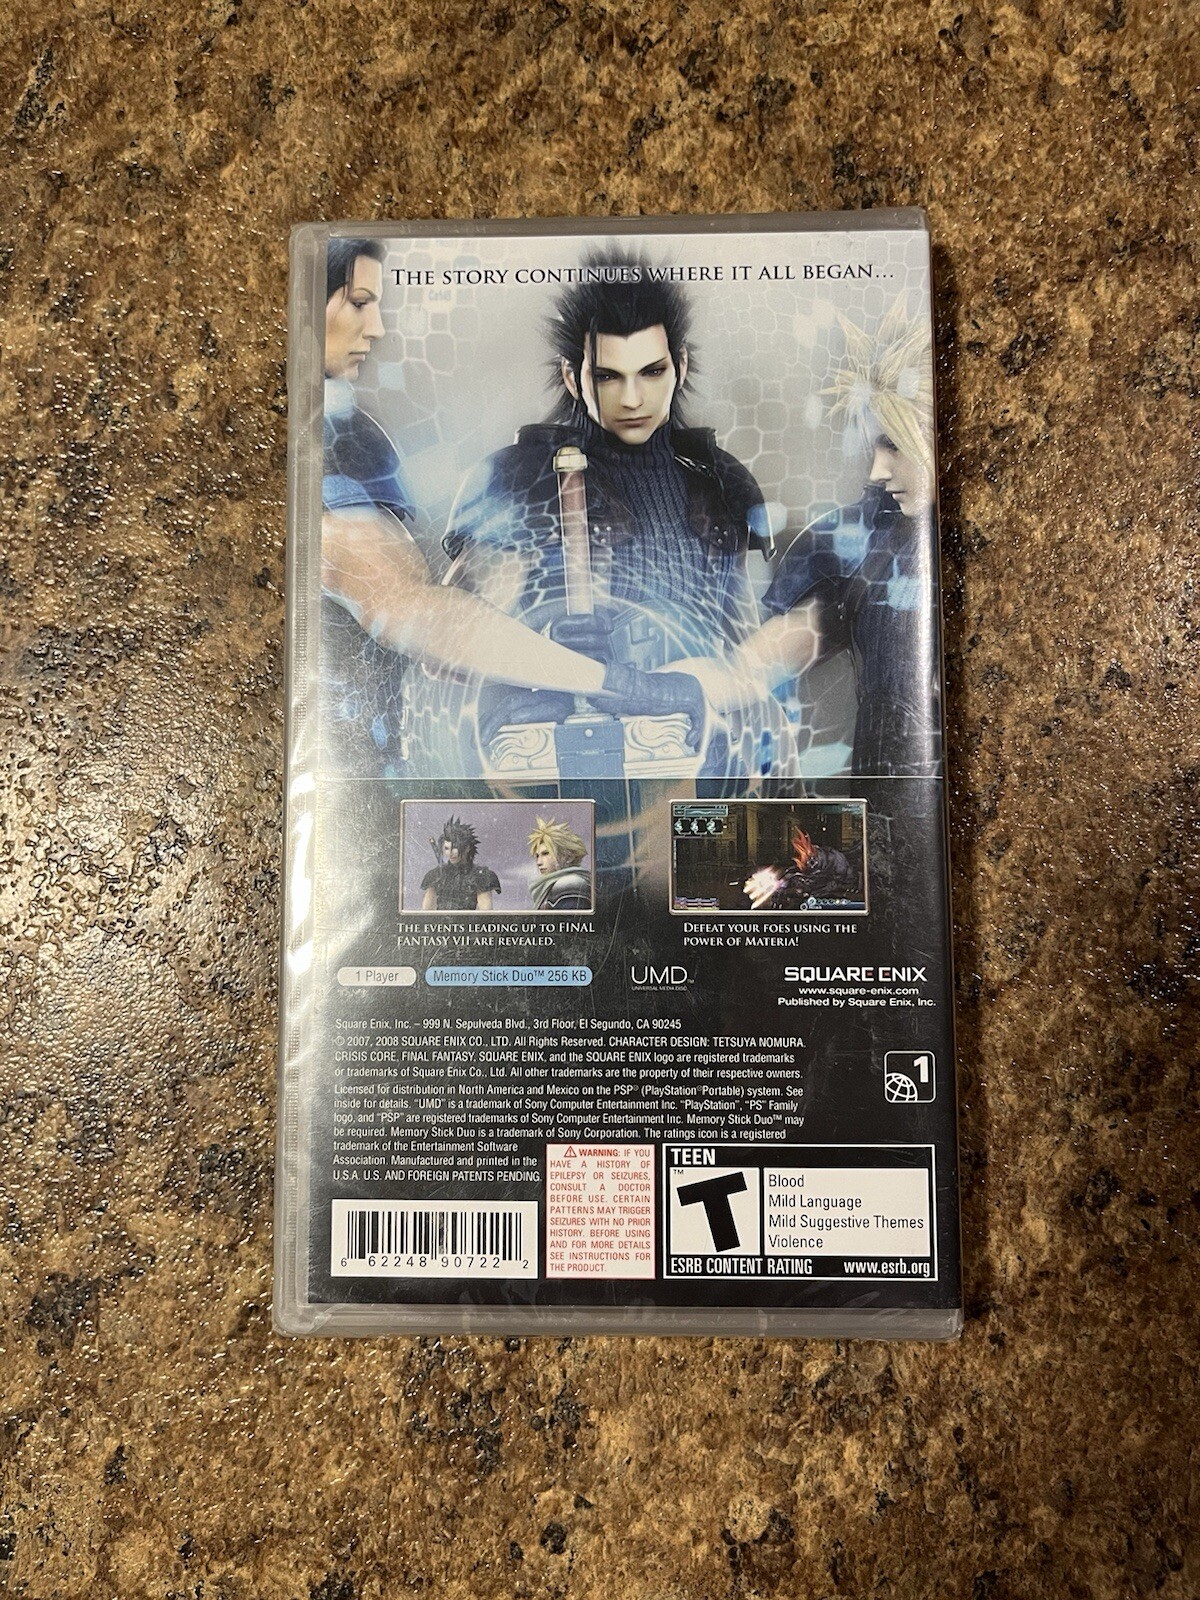 THE STORY CONTINUES WHERE IT ALL BEGAN...
THE EVENTS LEADING UP TO FINAL
FANTASY VII ARE REVEALED.
DEFEAT YOUR FOES USING THE
POWER OF MATERIA!
1 Player
Memory Stick Duo™ 256 KB
UMD™
UNIVERSAL MEDIA DISC
SQUARE ENIX
www.square-enix.com
Published by Square Enix, Inc.
Square Enix, Inc. – 999 N. Sepulveda Blvd., 3rd Floor, El Segundo, CA 90245
© 2007, 2008 SQUARE ENIX CO., LTD. All Rights Reserved. CHARACTER DESIGN: TETSUYA NOMURA.
CRISIS CORE, FINAL FANTASY, SQUARE ENIX, and the SQUARE ENIX logo are registered trademarks
or trademarks of Square Enix Co., Ltd. All other trademarks are the property of their respective owners.
Licensed for distribution in North America and Mexico on the PSP® (PlayStation®Portable) system. See
inside for details. "UMD" is a trademark of Sony Computer Entertainment Inc. "PlayStation", "PS" Family
logo, and "PSP" are registered trademarks of Sony Computer Entertainment Inc. Memory Stick Duo™ may
be required. Memory Stick Duo is a trademark of Sony Corporation. The ratings icon is a registered
trademark of the Entertainment Software
Association. Manufactured and printed in the
U.S.A. U.S. AND FOREIGN PATENTS PENDING.
1
WARNING: IF YOU
HAVE A HISTORY OF
EPILEPSY OR SEIZURES,
CONSULT A DOCTOR
BEFORE USE. CERTAIN
PATTERNS MAY TRIGGER
SEIZURES WITH NO PRIOR
HISTORY. BEFORE USING
AND FOR MORE DETAILS
SEE INSTRUCTIONS FOR
THE PRODUCT.
TEEN
T™
Blood
Mild Language
Mild Suggestive Themes
Violence
ESRB CONTENT RATING www.esrb.org
6 62248 90722 2